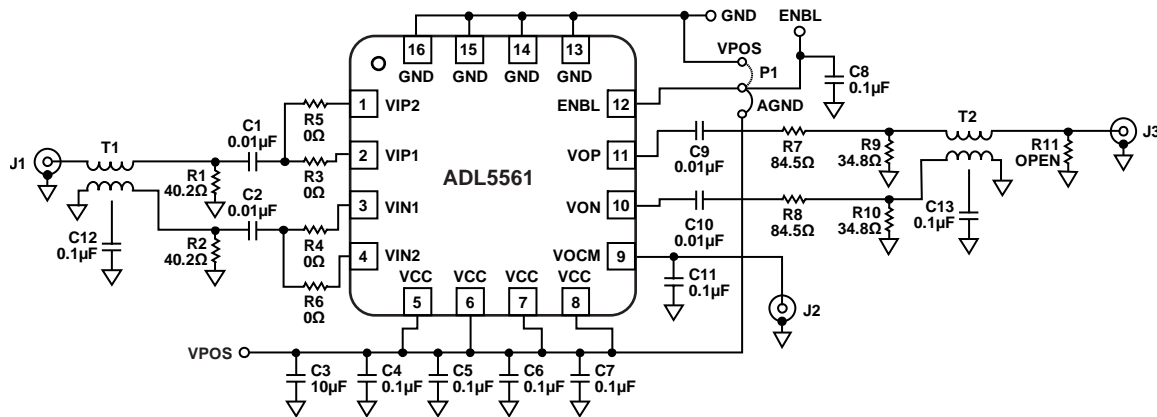 GND
ENBL
VPOS
P1
AGND
C8
0.1µF
16
GND
15
GND
14
GND
13
GND
ADL5561
1
VIP2
2
VIP1
3
VIN1
4
VIN2
ENBL
12
VOP
11
VON
10
VOCM
9
VCC
5
VCC
6
VCC
7
VCC
8
J1
T1
R1
40.2Ω
R2
40.2Ω
C12
0.1µF
C1
0.01µF
C2
0.01µF
R5
0Ω
R3
0Ω
R4
0Ω
R6
0Ω
C9
0.01µF
C10
0.01µF
R7
84.5Ω
R8
84.5Ω
R9
34.8Ω
R10
34.8Ω
T2
R11
OPEN
J3
C13
0.1µF
C11
0.1µF
J2
VPOS
C3
10µF
C4
0.1µF
C5
0.1µF
C6
0.1µF
C7
0.1µF